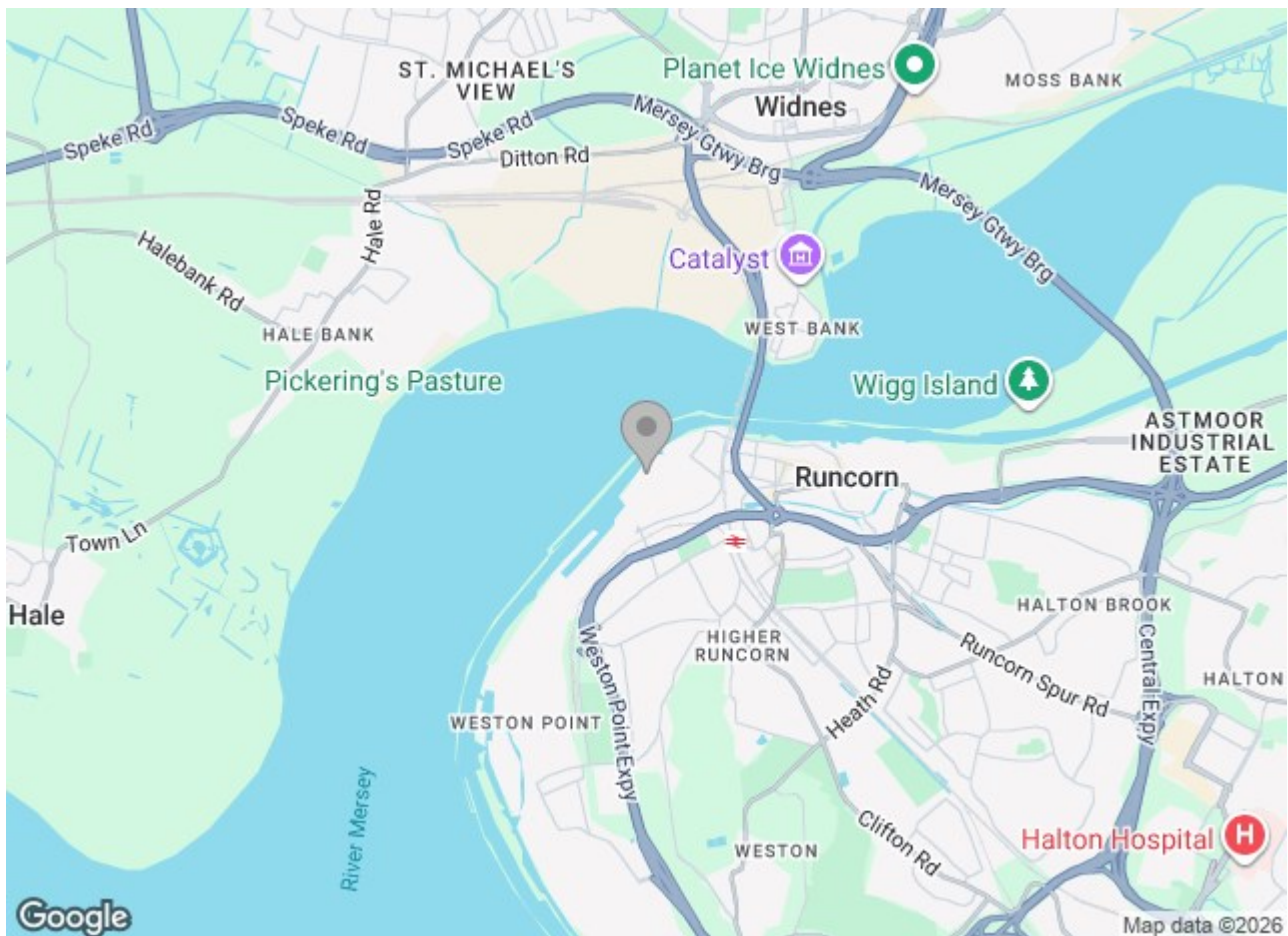 Planet Ice Widnes
ST. MICHAEL'S
VIEW
MOSS BANK
Widnes
Speke Rd
Speke Rd
Speke Rd
Mersey Gtwy Brg
Ditton Rd
Mersey Gtwy Brg
Hale Rd
Halebank Rd
Catalyst
HALE BANK
WEST BANK
Pickering's Pasture
Wigg Island
ASTMOOR
INDUSTRIAL
ESTATE
Runcorn
Town Ln
Hale
HALTON BROOK
HIGHER
RUNCORN
Weston Point Expy
Runcorn Spur Rd
Central Expy
HALTON
Heath Rd
WESTON POINT
River Mersey
Clifton Rd
WESTON
Halton Hospital
H
Google
Map data ©2026